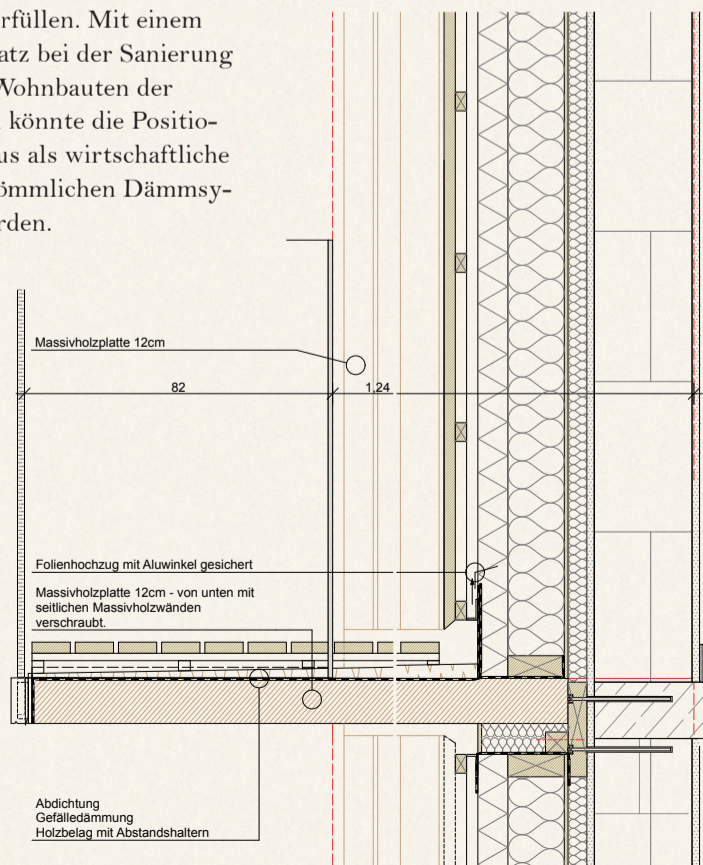 rfüllen. Mit einem
atz bei der Sanierung
Wohnbauten der
könnte die Positio-
us als wirtschaftliche
ömmlichen Dämmsy-
rden.
Massivholzplatte 12cm
82
1,24
Folienhochzug mit Aluwinkel gesichert
Massivholzplatte 12cm - von unten mit
seitlichen Massivholzwänden
verschraubt.
Abdichtung
Gefälledämmung
Holzbelag mit Abstandshaltern